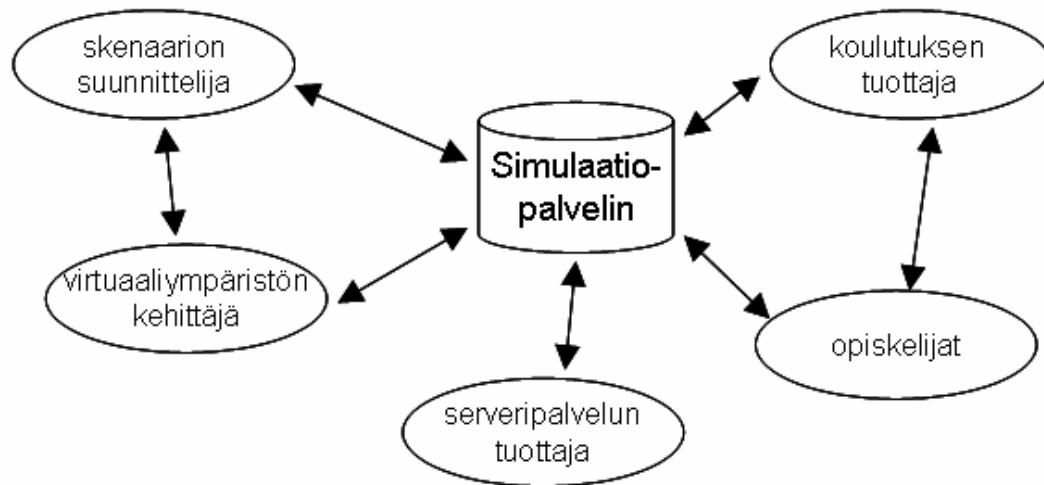 skenaarion
suunnittelija
koulutuksen
tuottaja
Simulaatio-
palvelin
virtuaaliympäristön
kehittäjä
opiskelijat
serveripalvelun
tuottaja